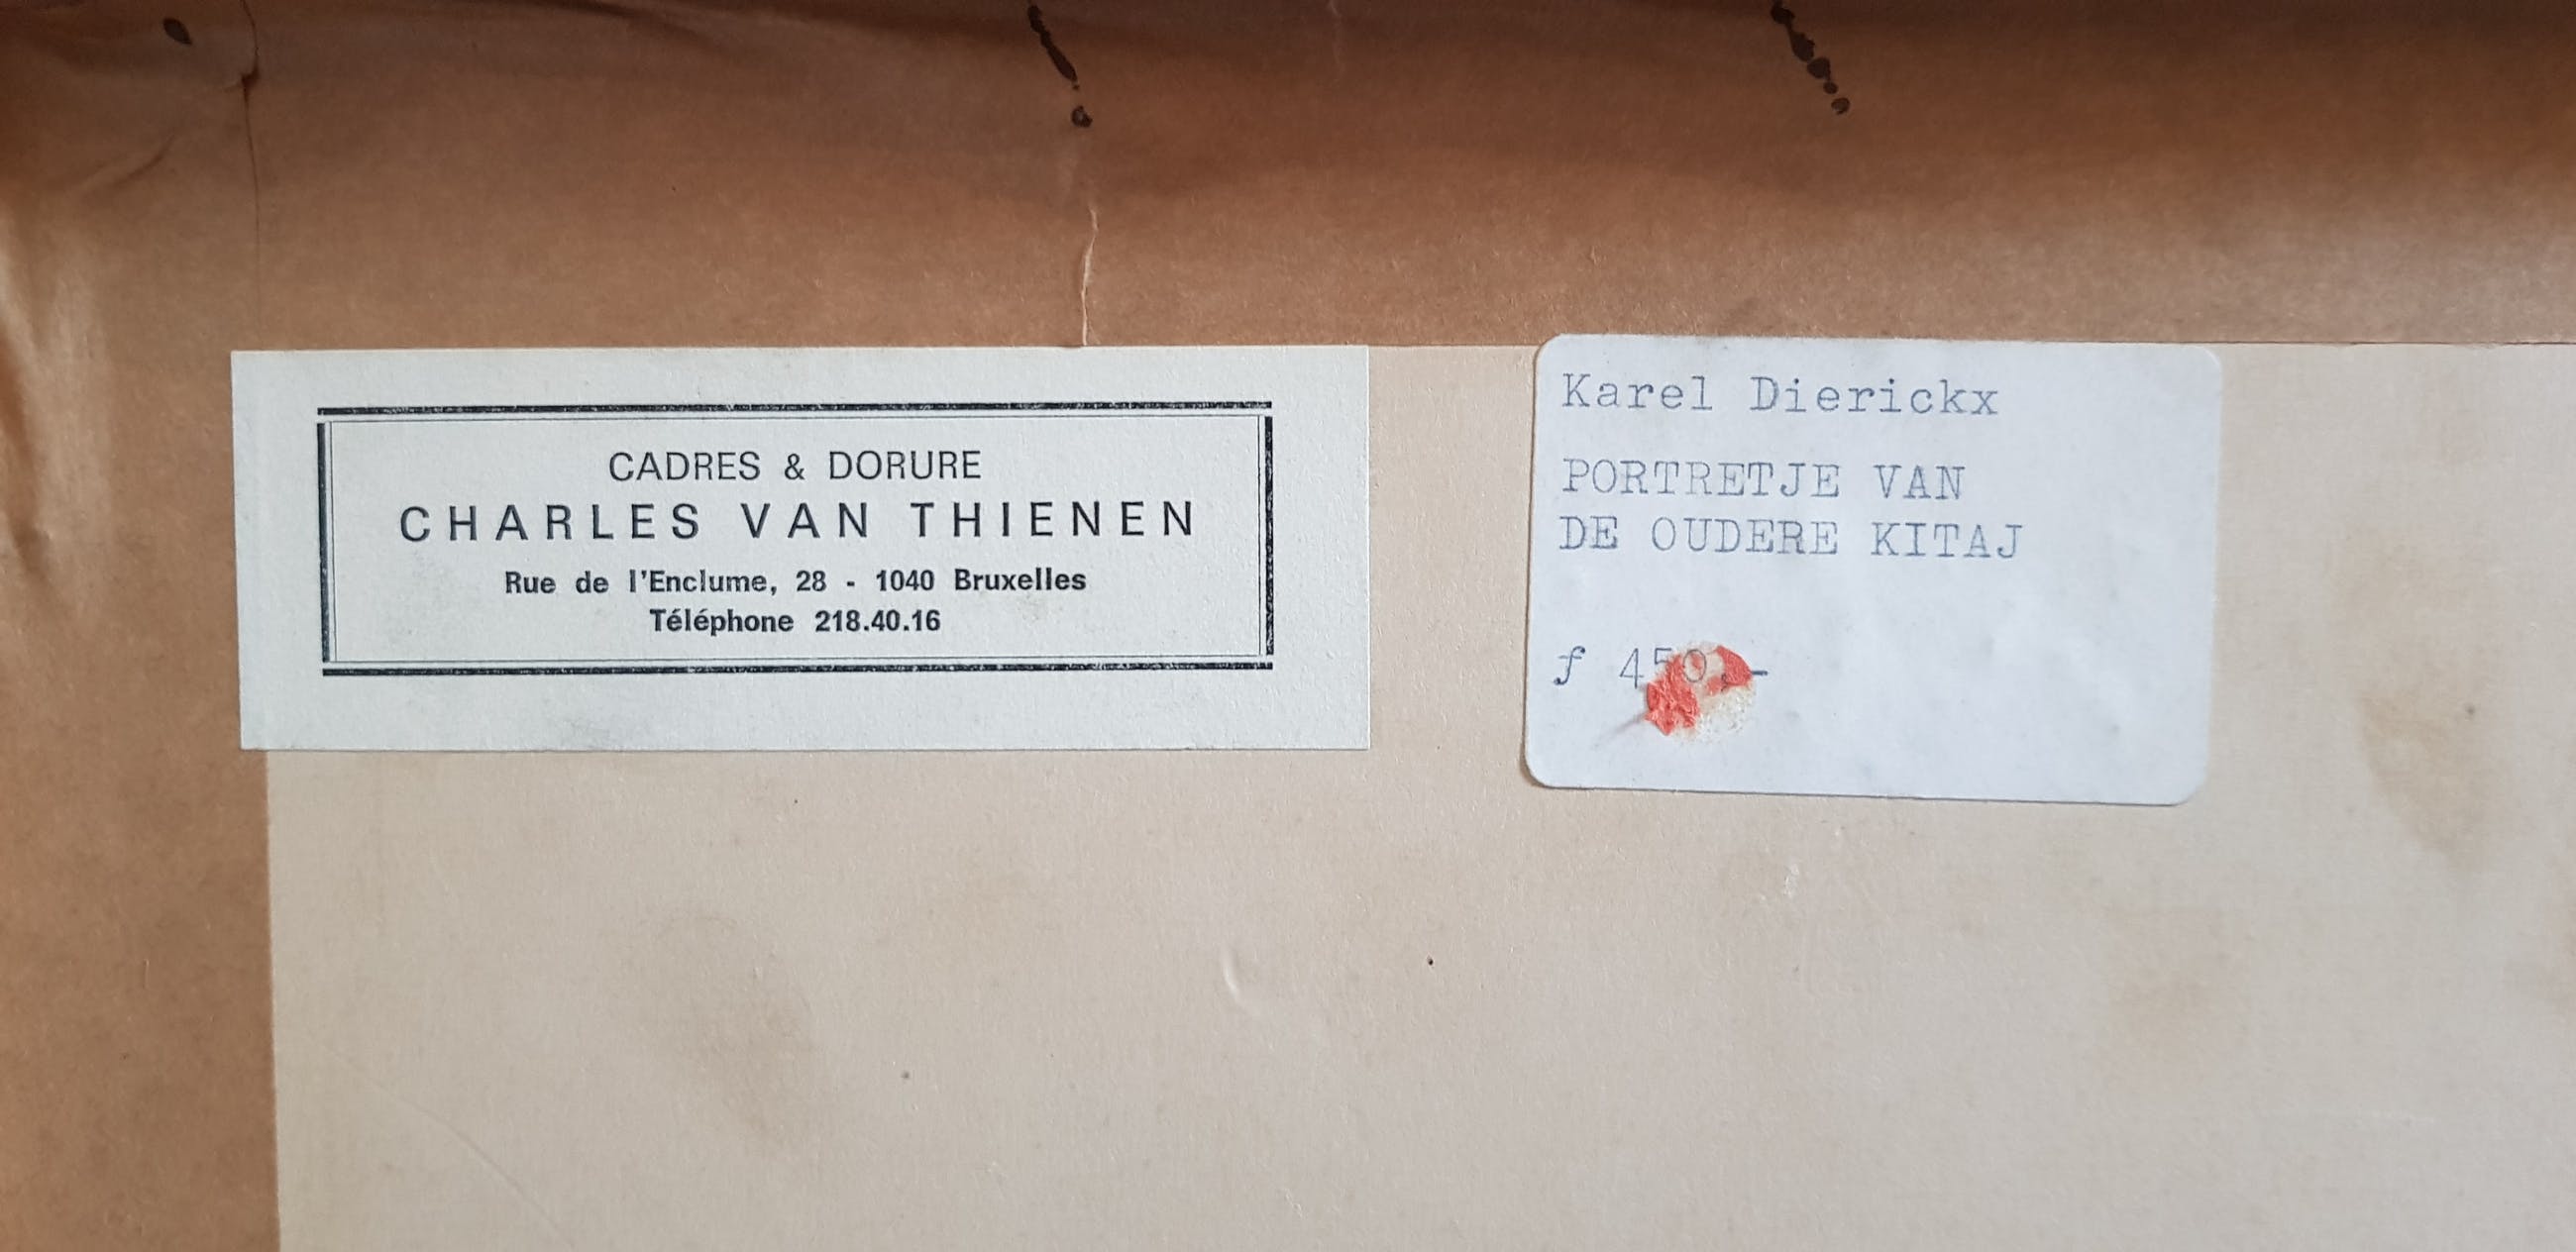 CADRES & DORURE
CHARLES VAN THIENEN
Rue de l'Enclume, 28 - 1040 Bruxelles
Téléphone 218.40.16
Karel Dierickx
PORTRETJE VAN
DE OUDERE KITAJ
ƒ 450,-